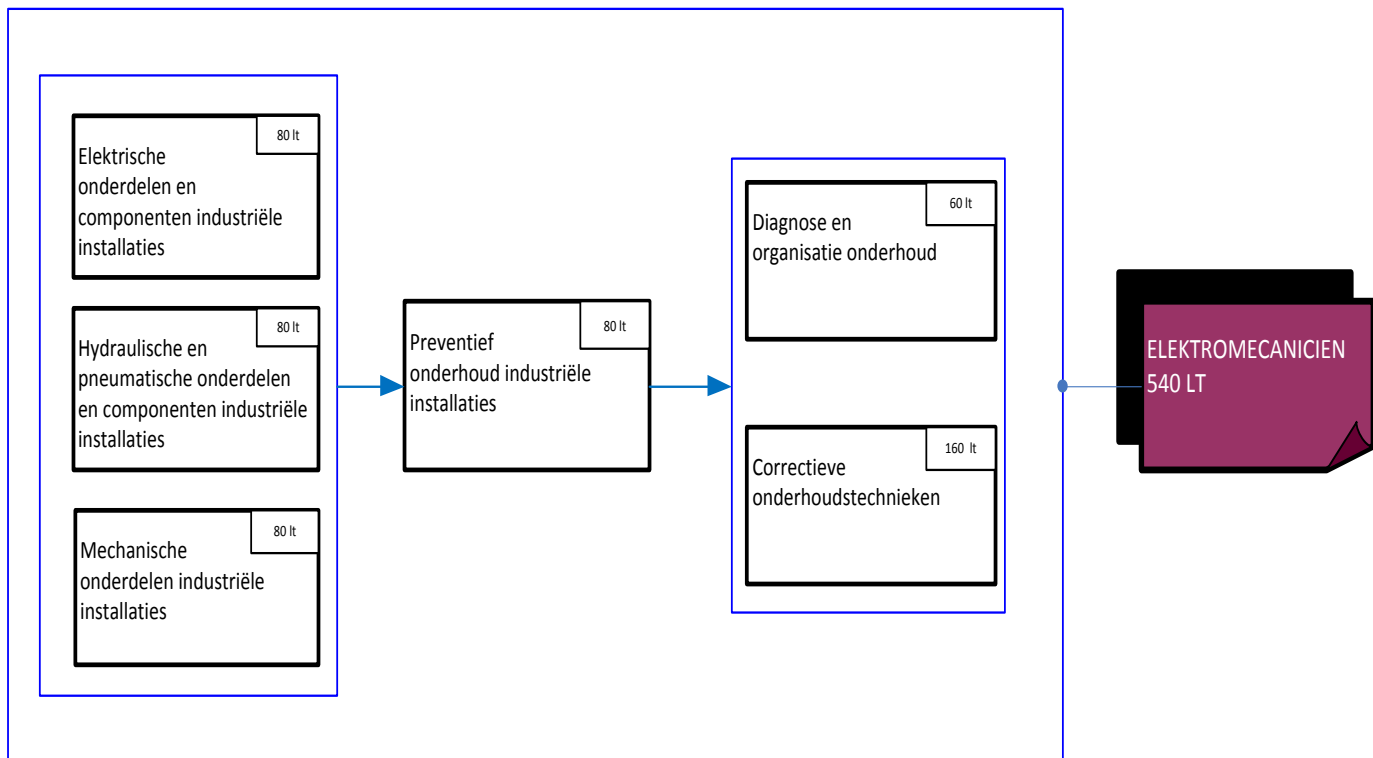 80 lt
Elektrische
onderdelen en
componenten industriële
installaties
80 lt
Hydraulische en
pneumatische onderdelen
en componenten industriële
installaties
80 lt
Mechanische
onderdelen industriële
installaties
80 lt
Preventief
onderhoud industriële
installaties
60 lt
Diagnose en
organisatie onderhoud
160 lt
Correctieve
onderhoudstechnieken
ELEKTROMECANICIEN
540 LT